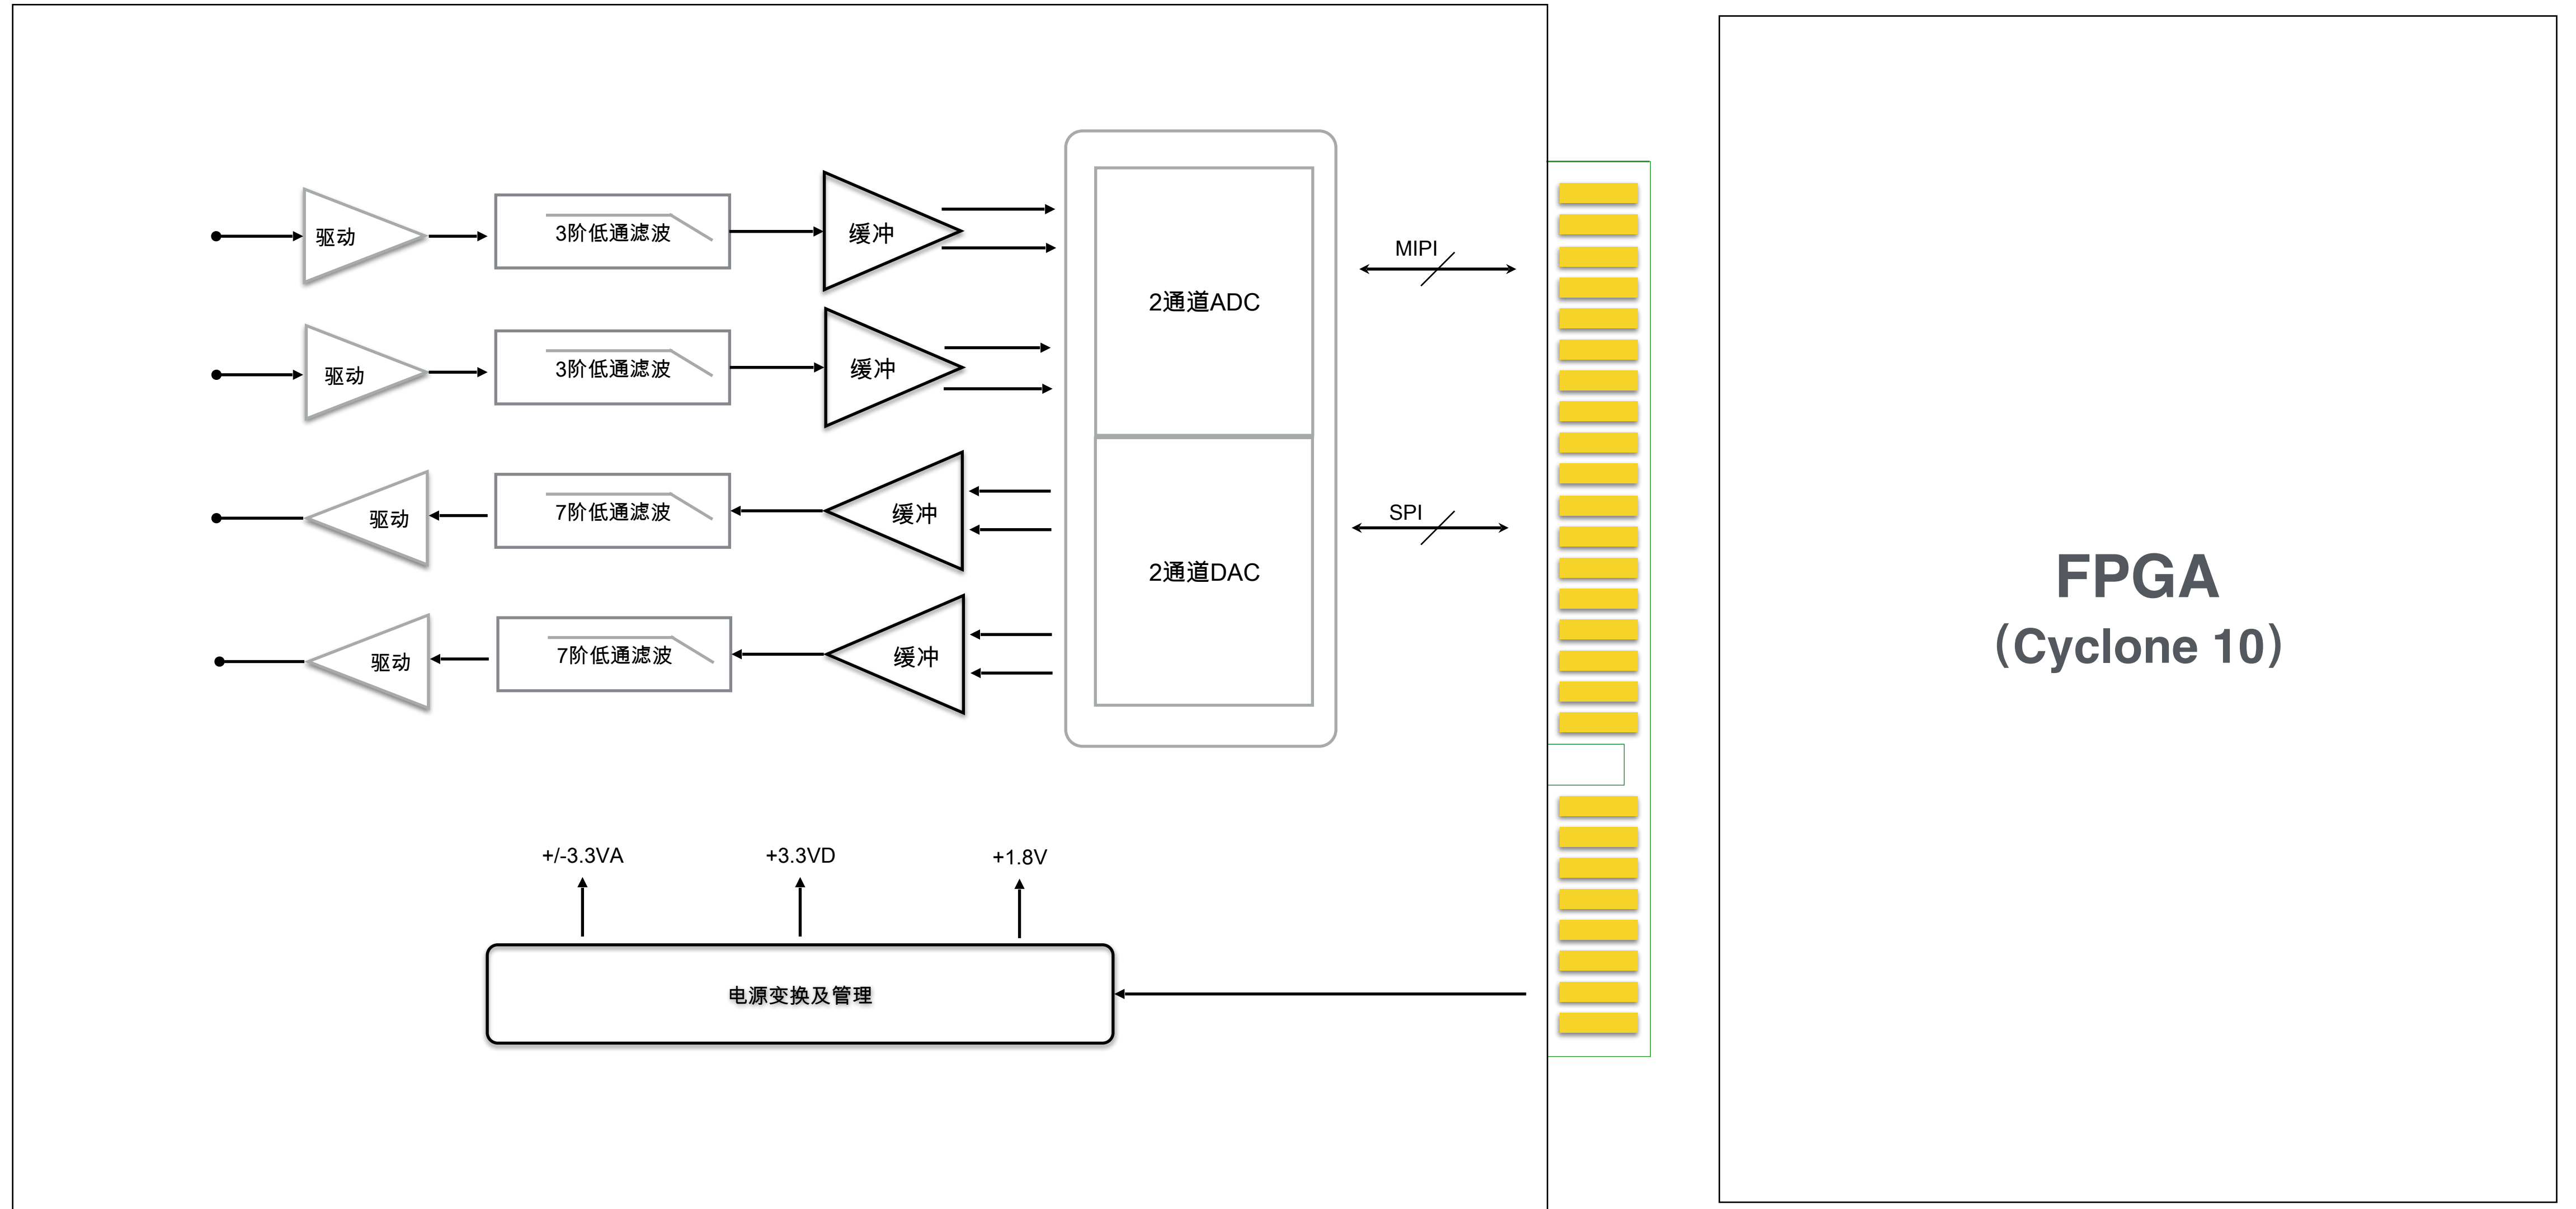 驱动
3阶低通滤波
缓冲
驱动
3阶低通滤波
缓冲
2通道ADC
MIPI
驱动
7阶低通滤波
缓冲
SPI
驱动
7阶低通滤波
缓冲
2通道DAC
+/-3.3VA
+3.3VD
+1.8V
电源变换及管理
FPGA
（Cyclone 10）